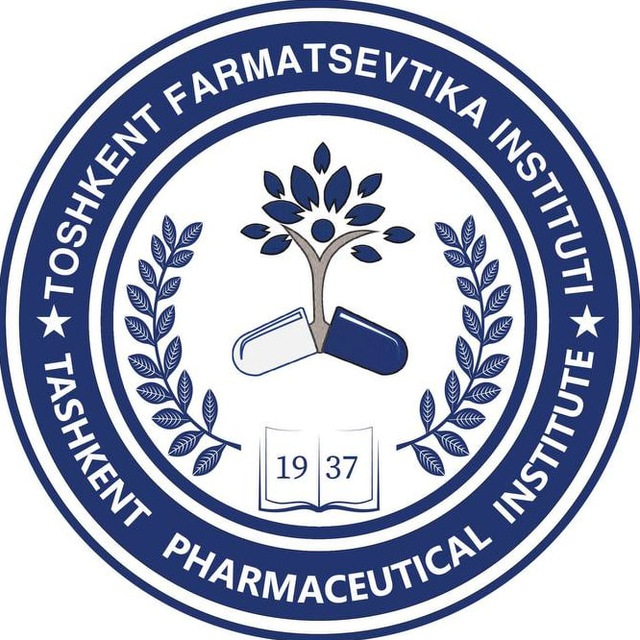 TOSHKENT FARMATSEVTIKA INSTITUTI
TASHKENT PHARMACEUTICAL INSTITUTE
19 37